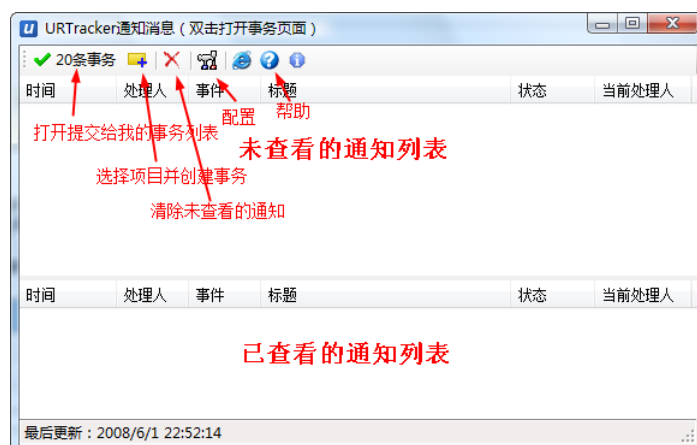 URTracker通知消息（双击打开事务页面）
20条事务
时间 处理人 事件 标题 状态 当前处理人
配置 帮助
打开提交给我的事务列表
未查看的通知列表
选择项目并创建事务
清除未查看的通知
时间 处理人 事件 标题 状态 当前处理人
已查看的通知列表
最后更新：2008/6/1 22:52:14